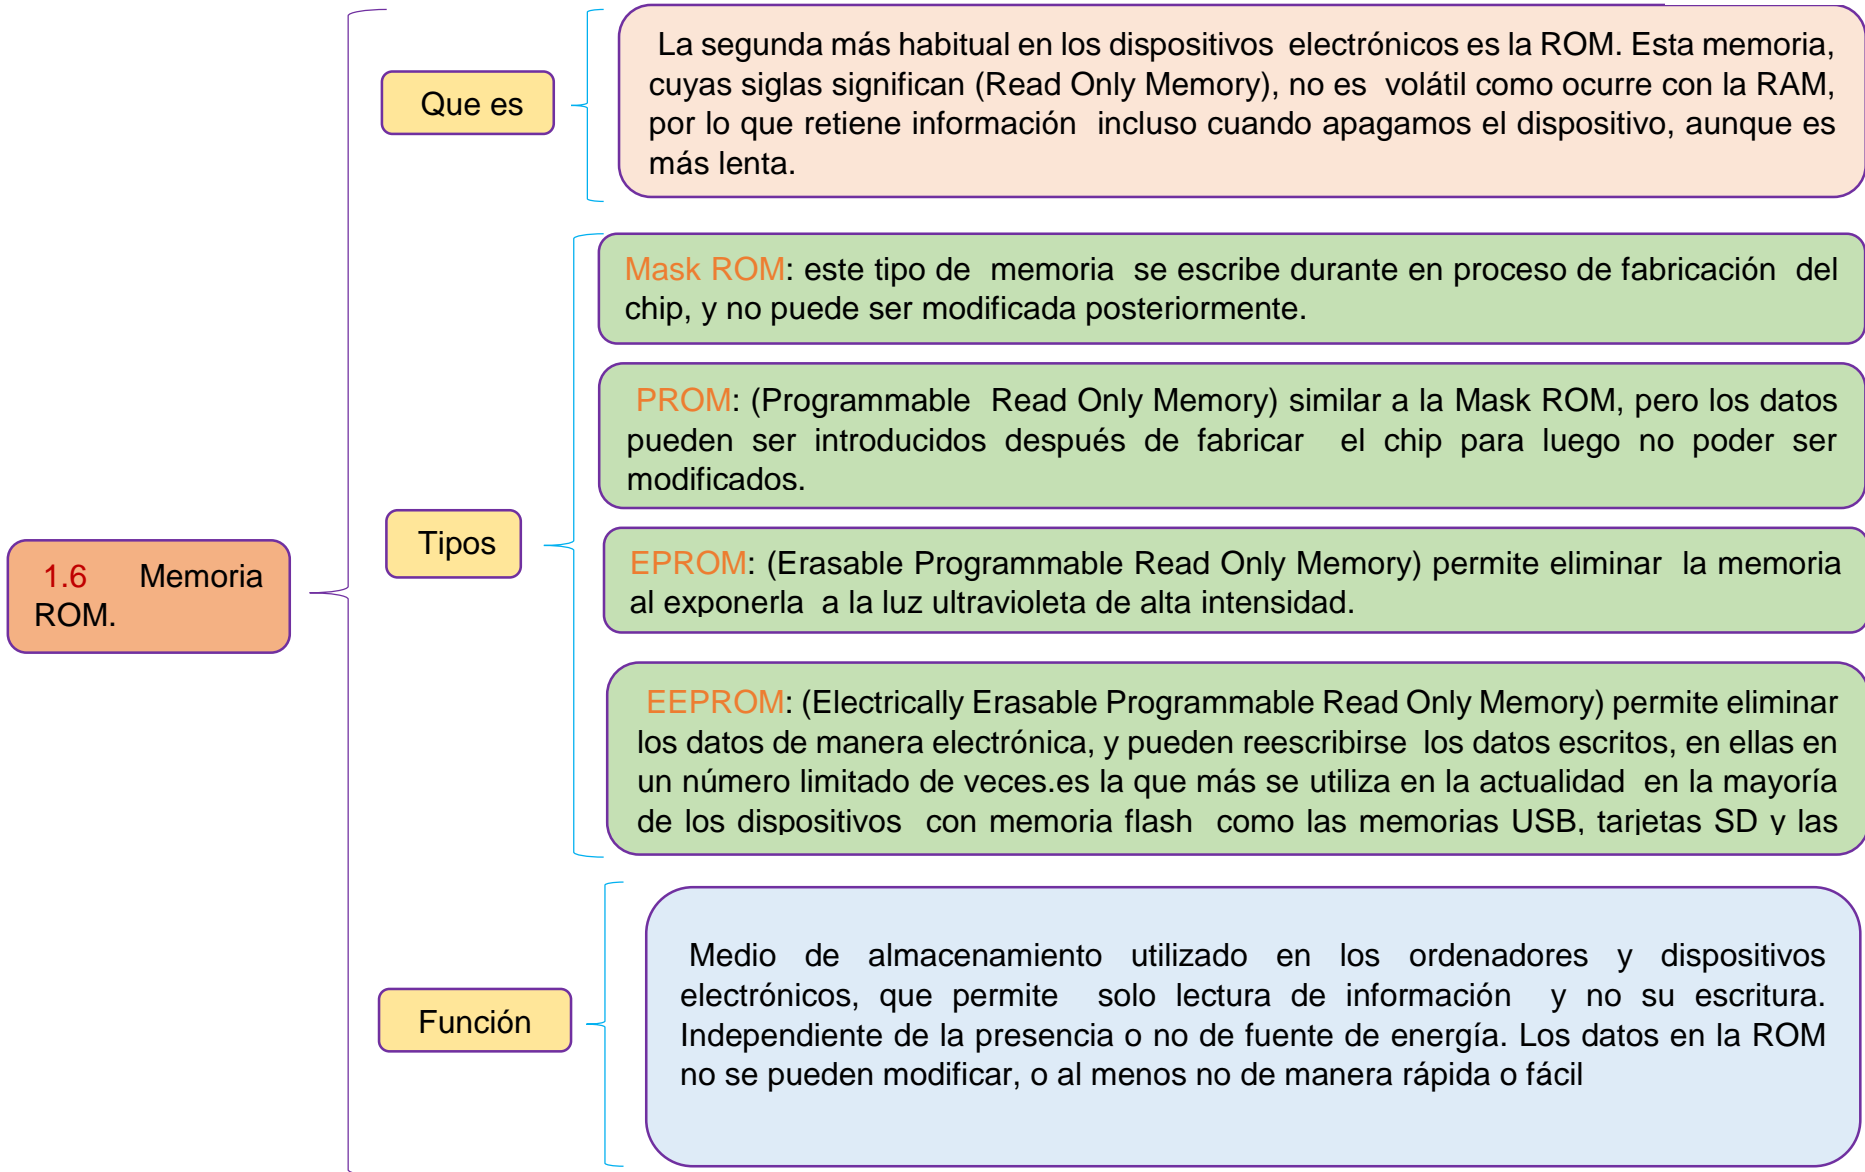 1.6 Memoria
ROM.
Que es
La segunda más habitual en los dispositivos electrónicos es la ROM. Esta memoria,
cuyas siglas significan (Read Only Memory), no es volátil como ocurre con la RAM,
por lo que retiene información incluso cuando apagamos el dispositivo, aunque es
más lenta.
Tipos
Mask ROM: este tipo de memoria se escribe durante en proceso de fabricación del
chip, y no puede ser modificada posteriormente.
PROM: (Programmable Read Only Memory) similar a la Mask ROM, pero los datos
pueden ser introducidos después de fabricar el chip para luego no poder ser
modificados.
EPROM: (Erasable Programmable Read Only Memory) permite eliminar la memoria
al exponerla a la luz ultravioleta de alta intensidad.
EEPROM: (Electrically Erasable Programmable Read Only Memory) permite eliminar
los datos de manera electrónica, y pueden reescribirse los datos escritos, en ellas en
un número limitado de veces.es la que más se utiliza en la actualidad en la mayoría
de los dispositivos con memoria flash como las memorias USB, tarjetas SD y las
Función
Medio de almacenamiento utilizado en los ordenadores y dispositivos
electrónicos, que permite solo lectura de información y no su escritura.
Independiente de la presencia o no de fuente de energía. Los datos en la ROM
no se pueden modificar, o al menos no de manera rápida o fácil